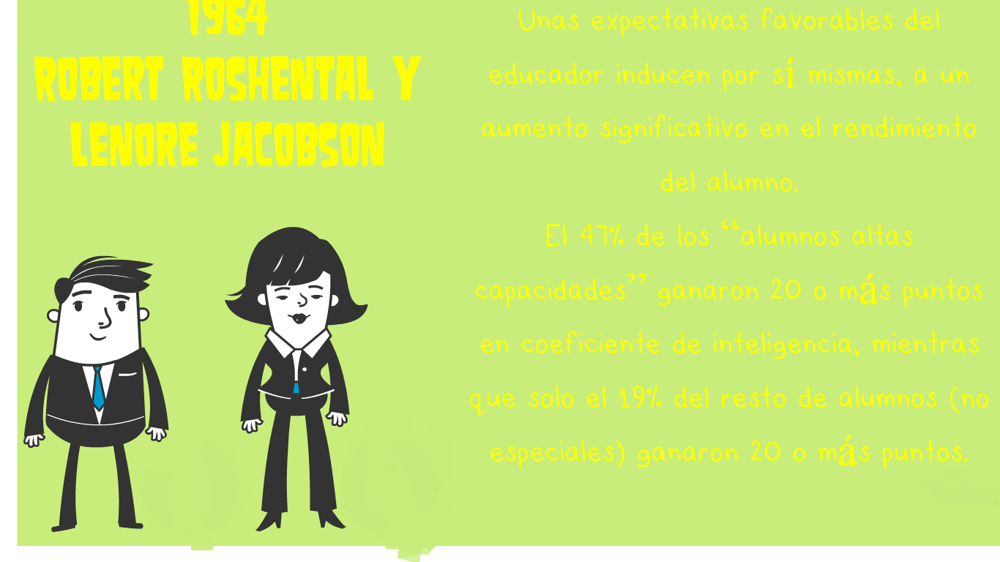 1964
ROBERT ROSHENTAL Y
LENORE JACOBSON
Unas expectativas favorables del
educador inducen por sí mismas, a un
aumento significativo en el rendimiento
del alumno.
El 47% de los “alumnos altas
capacidades” ganaron 20 o más puntos
en coeficiente de inteligencia, mientras
que solo el 19% del resto de alumnos (no
especiales) ganaron 20 o más puntos.